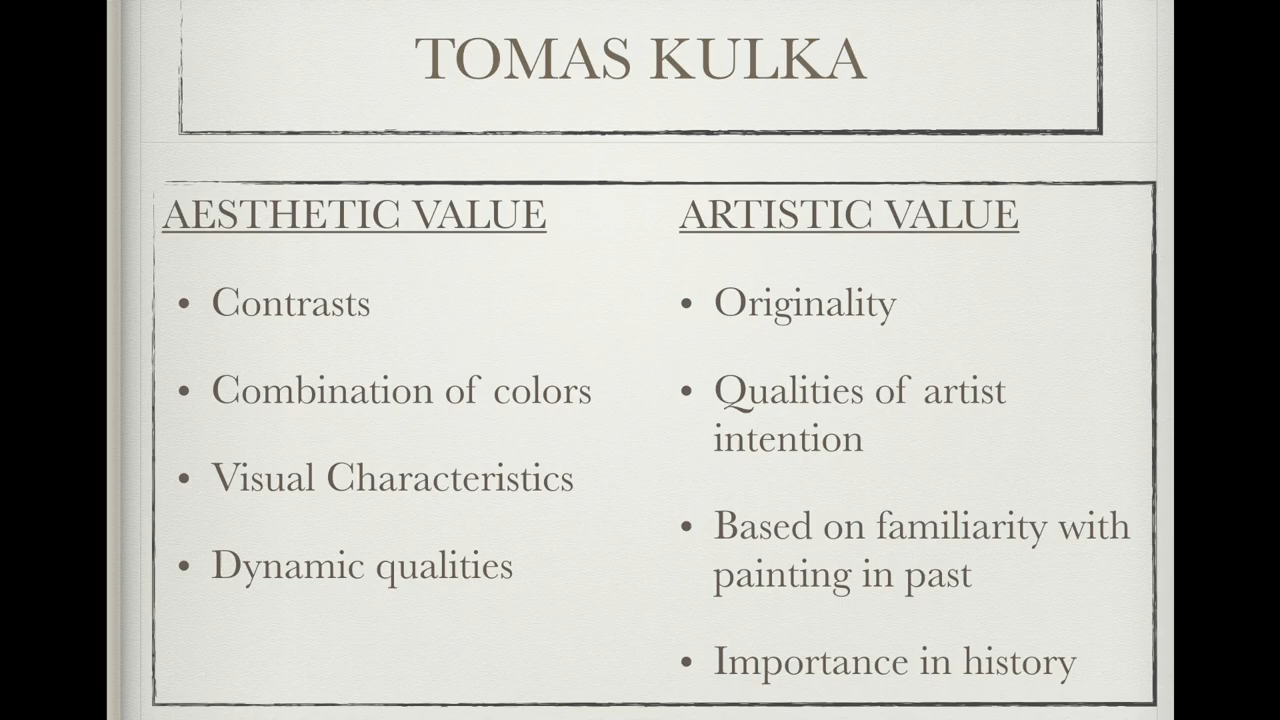 TOMAS KULKA
AESTHETIC VALUE
• Contrasts
• Combination of colors
• Visual Characteristics
• Dynamic qualities
ARTISTIC VALUE
• Originality
• Qualities of artist
intention
• Based on familiarity with
painting in past
• Importance in history